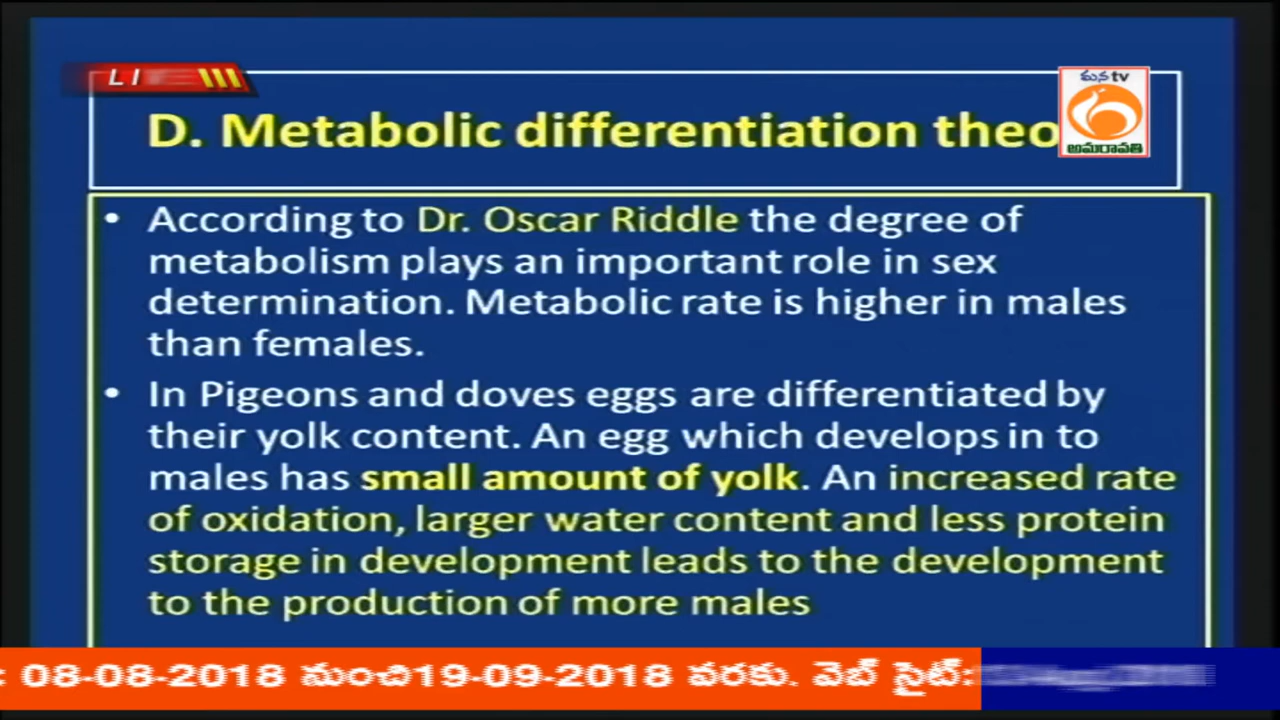 LI
మన tv
అమరావతి
D. Metabolic differentiation theo
• According to Dr. Oscar Riddle the degree of
metabolism plays an important role in sex
determination. Metabolic rate is higher in males
than females.
• In Pigeons and doves eggs are differentiated by
their yolk content. An egg which develops in to
males has small amount of yolk. An increased rate
of oxidation, larger water content and less protein
storage in development leads to the development
to the production of more males
: 08-08-2018 నుంచి19-09-2018 వరకు. వెబ్ సైట్: